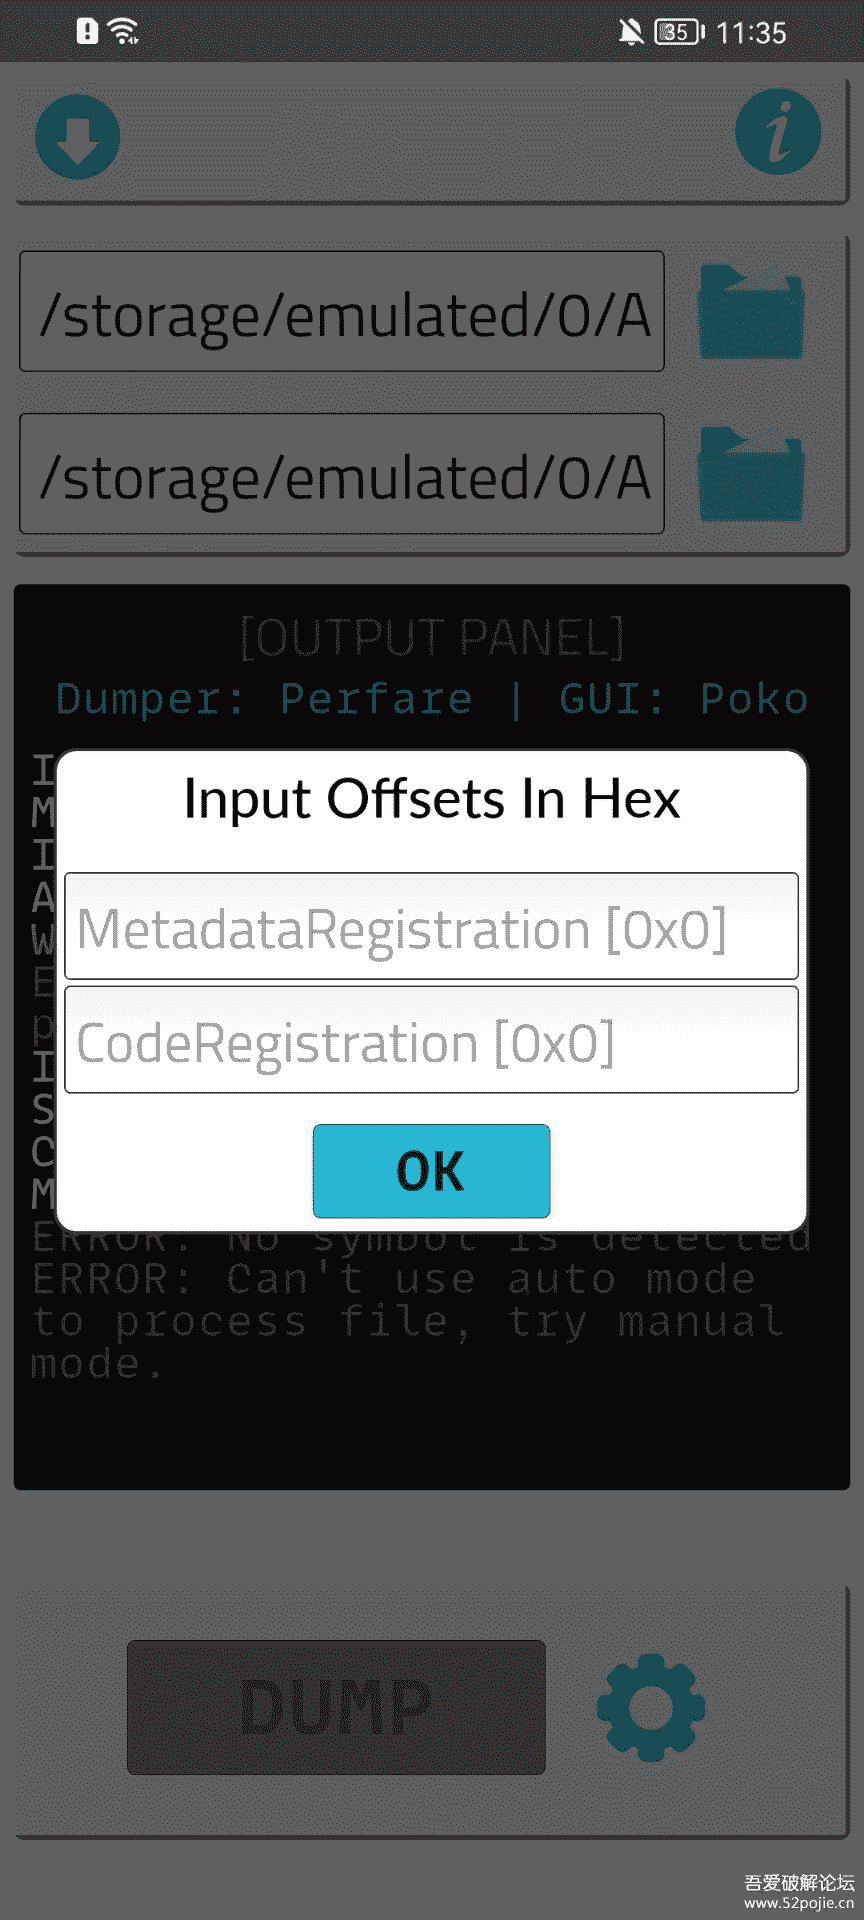 35 11:35
/storage/emulated/0/A
/storage/emulated/0/A
[OUTPUT PANEL]
Dumper: Perfare | GUI: Poko
Input Offsets In Hex
MetadataRegistration [0x0]
CodeRegistration [0x0]
OK
I
M
I
A
W
E
p
I
S
C
M
ERROR: No symbol is detected
ERROR: Can't use auto mode
to process file, try manual
mode.
DUMP
吾爱破解论坛
www.52pojie.cn